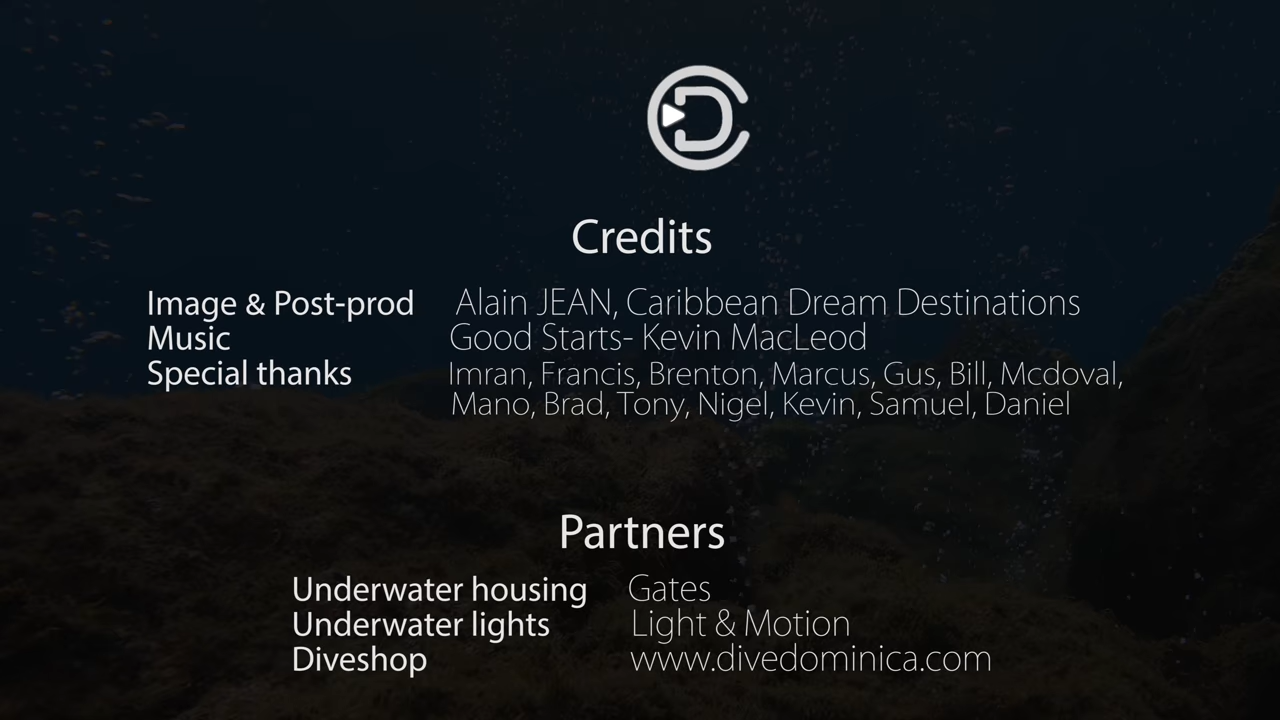 Credits
Image & Post-prod Alain JEAN, Caribbean Dream Destinations
Music Good Starts- Kevin MacLeod
Special thanks Imran, Francis, Brenton, Marcus, Gus, Bill, Mcdoval,
Mano, Brad, Tony, Nigel, Kevin, Samuel, Daniel
Partners
Underwater housing Gates
Underwater lights Light & Motion
Diveshop www.divedominica.com